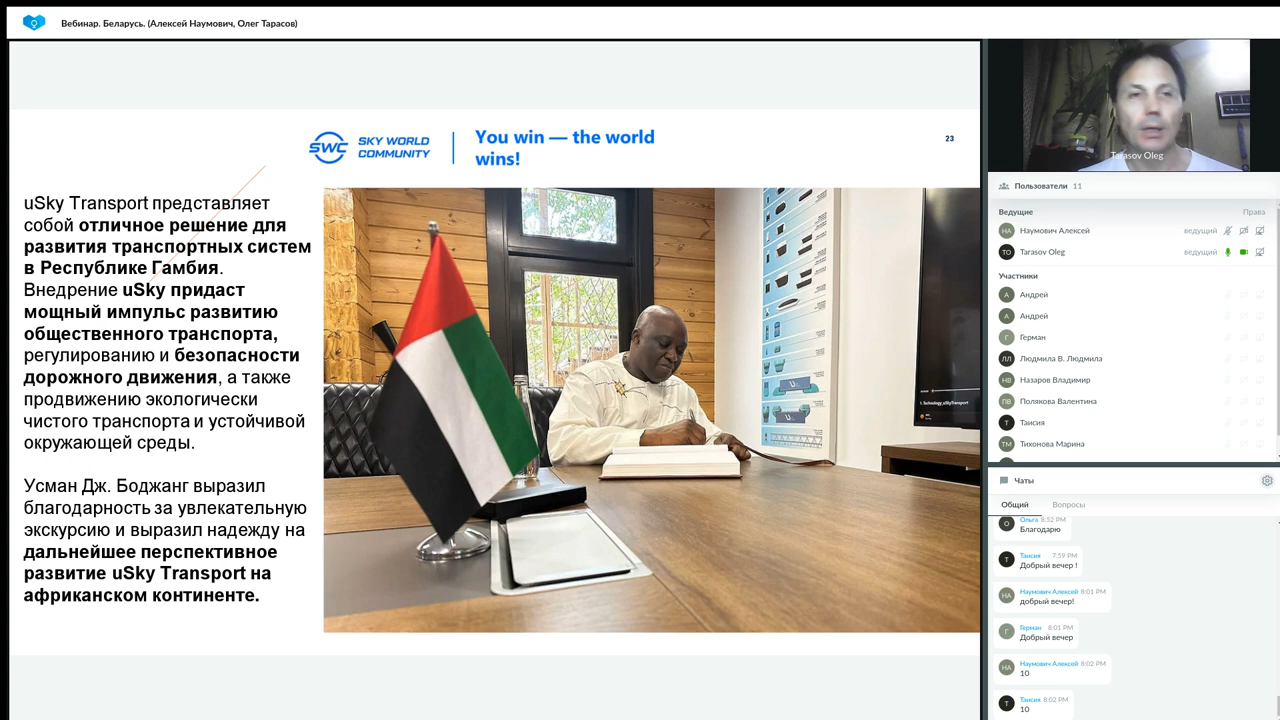 Вебинар. Беларусь. (Алексей Наумович, Олег Тарасов)
SWC
SKY WORLD
COMMUNITY
You win — the world
wins!
23
uSky Transport представляет
собой отличное решение для
развития транспортных систем
в Республике Гамбия.
Внедрение uSky придаст
мощный импульс развитию
общественного транспорта,
регулированию и безопасности
дорожного движения, а также
продвижению экологически
чистого транспорта и устойчивой
окружающей среды.
Усман Дж. Боджанг выразил
благодарность за увлекательную
экскурсию и выразил надежду на
дальнейшее перспективное
развитие uSky Transport на
африканском континенте.
Tarasov Oleg
Пользователи 11
Ведущие Права
НА Наумович Алексей ведущий
TO Tarasov Oleg ведущий
Участники
А Андрей
А Андрей
Г Герман
ЛЛ Людмила В. Людмила
НВ Назаров Владимир
ПВ Полякова Валентина
Т Таисия
ТМ Тихонова Марина
Чаты
Общий Вопросы
О Ольга 8:52 PM
Благодарю
Т Таисия 7:59 PM
Добрый вечер !
НА Наумович Алексей 8:01 PM
добрый вечер!
Г Герман 8:01 PM
Добрый вечер
НА Наумович Алексей 8:02 PM
10
Т Таисия 8:02 PM
10